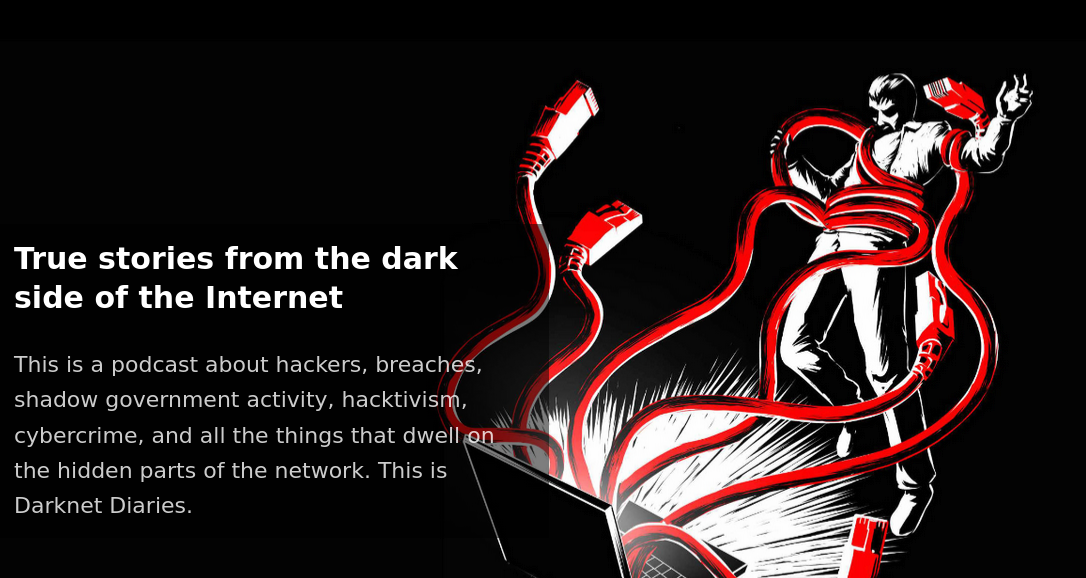 True stories from the dark
side of the Internet
This is a podcast about hackers, breaches,
shadow government activity, hacktivism,
cybercrime, and all the things that dwell on
the hidden parts of the network. This is
Darknet Diaries.